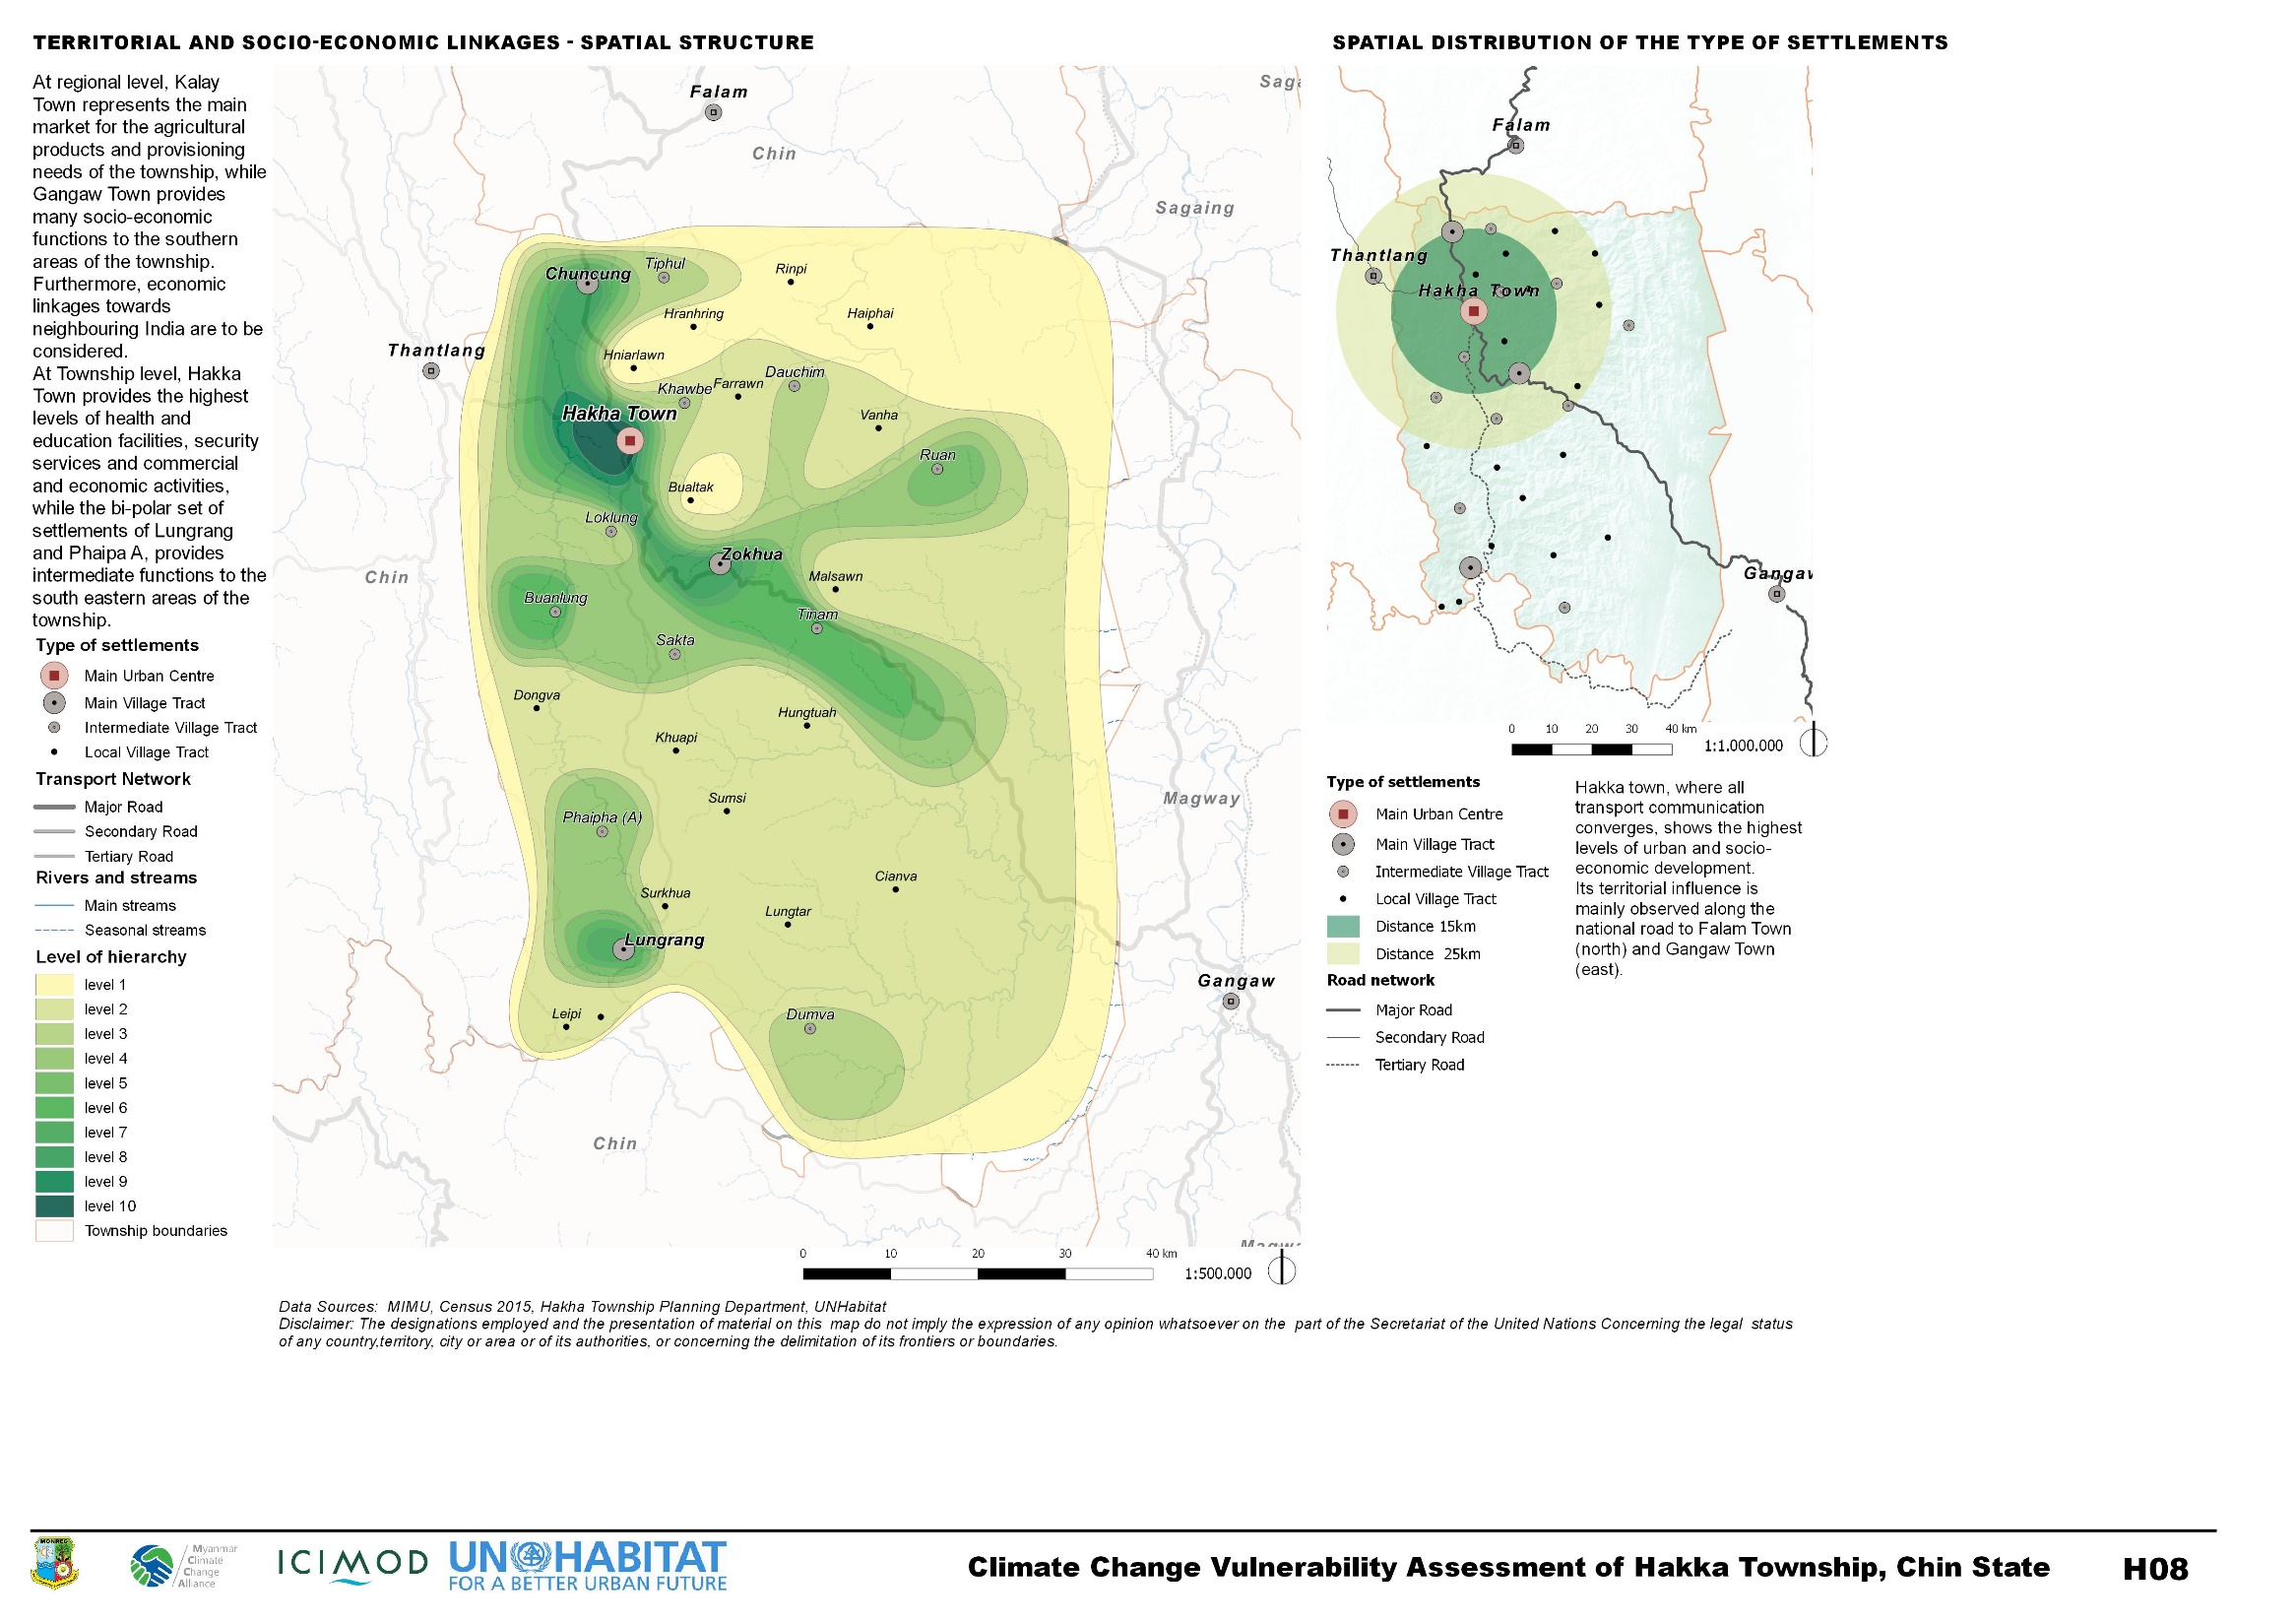 TERRITORIAL AND SOCIO-ECONOMIC LINKAGES - SPATIAL STRUCTURE
At regional level, Kalay
Town represents the main
market for the agricultural
products and provisioning
needs of the township, while
Gangaw Town provides
many socio-economic
functions to the southern
areas of the township.
Furthermore, economic
linkages towards
neighbouring India are to be
considered.
At Township level, Hakka
Town provides the highest
levels of health and
education facilities, security
services and commercial
and economic activities,
while the bi-polar set of
settlements of Lungrang
and Phaipa A, provides
intermediate functions to the
south eastern areas of the
township.
Type of settlements
Main Urban Centre
Main Village Tract
Intermediate Village Tract
Local Village Tract
Transport Network
Major Road
Secondary Road
Tertiary Road
Rivers and streams
Main streams
Seasonal streams
Level of hierarchy
level 1
level 2
level 3
level 4
level 5
level 6
level 7
level 8
level 9
level 10
Township boundaries
Falam
Chin
Sagaing
Chuncung
Tiphul
Rinpi
Hranhring
Haiphai
Thantlang
Hniarlawn
Khawbe
Farrawn
Dauchim
Hakha Town
Vanha
Ruan
Bualtak
Loklung
Zokhua
Chin
Malsawn
Buanlung
Tinam
Sakta
Dongva
Hungtuah
Khuapi
Sumsi
Magway
Phaipha (A)
Cianva
Surkhua
Lungtar
Lungrang
Gangaw
Leipi
Dumva
Chin
0 10 20 30 40 km
1:500.000
SPATIAL DISTRIBUTION OF THE TYPE OF SETTLEMENTS
Falam
Thantlang
Hakha Town
0 10 20 30 40 km
1:1.000.000
Type of settlements
Main Urban Centre
Main Village Tract
Intermediate Village Tract
Local Village Tract
Distance 15km
Distance 25km
Road network
Major Road
Secondary Road
Tertiary Road
Hakka town, where all
transport communication
converges, shows the highest
levels of urban and socio-
economic development.
Its territorial influence is
mainly observed along the
national road to Falam Town
(north) and Gangaw Town
(east).
Data Sources: MIMU, Census 2015, Hakha Township Planning Department, UNHabitat
Disclaimer: The designations employed and the presentation of material on this map do not imply the expression of any opinion whatsoever on the part of the Secretariat of the United Nations Concerning the legal status
of any country,territory, city or area or of its authorities, or concerning the delimitation of its frontiers or boundaries.
MONREC
Myanmar
Climate
Change
Alliance
ICIMOD
UN HABITAT
FOR A BETTER URBAN FUTURE
Climate Change Vulnerability Assessment of Hakka Township, Chin State
H08